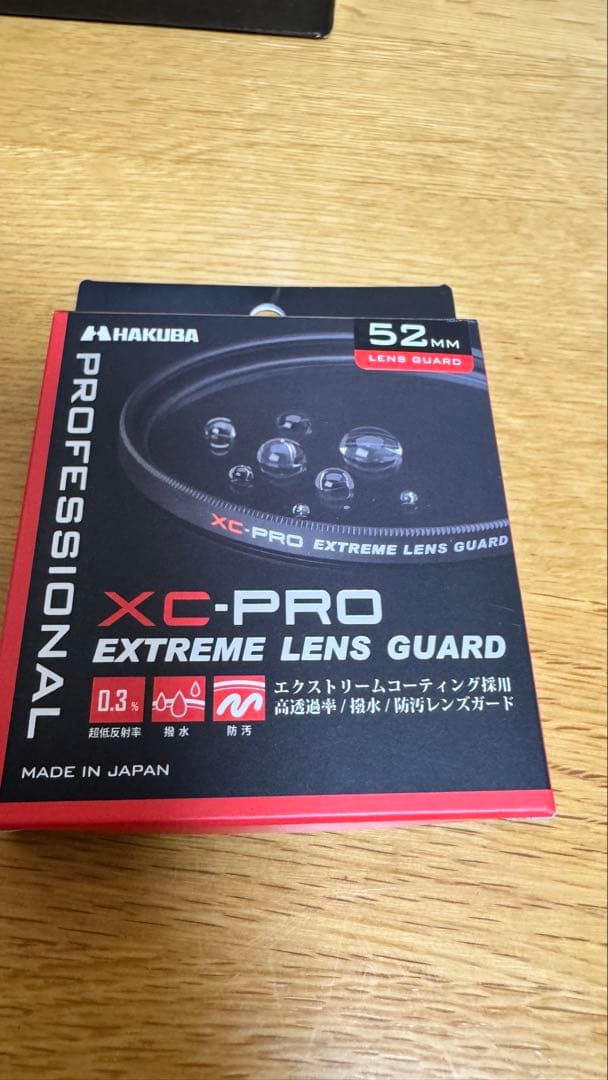 HAKUBA
52MM
LENS GUARD
PROFESSIONAL
XC-PRO EXTREME LENS GUARD
XC-PRO
EXTREME LENS GUARD
0.3%
超低反射率
撥水
防汚
エクストリームコーティング採用
高透過率/撥水/防汚レンズガード
MADE IN JAPAN